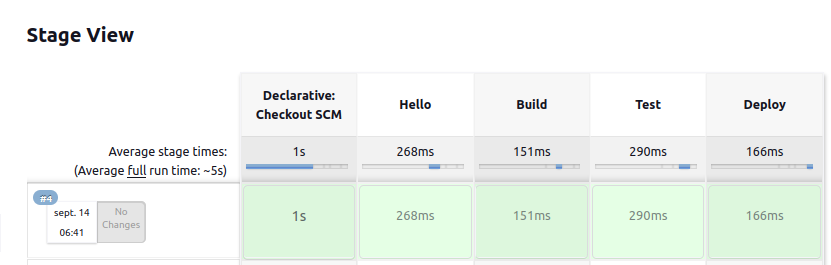 Stage View
Declarative:
Checkout SCM
Hello
Build
Test
Deploy
Average stage times:
(Average full run time: ~5s)
1s
268ms
151ms
290ms
166ms
#4
sept. 14
06:41
No
Changes
1s
268ms
151ms
290ms
166ms